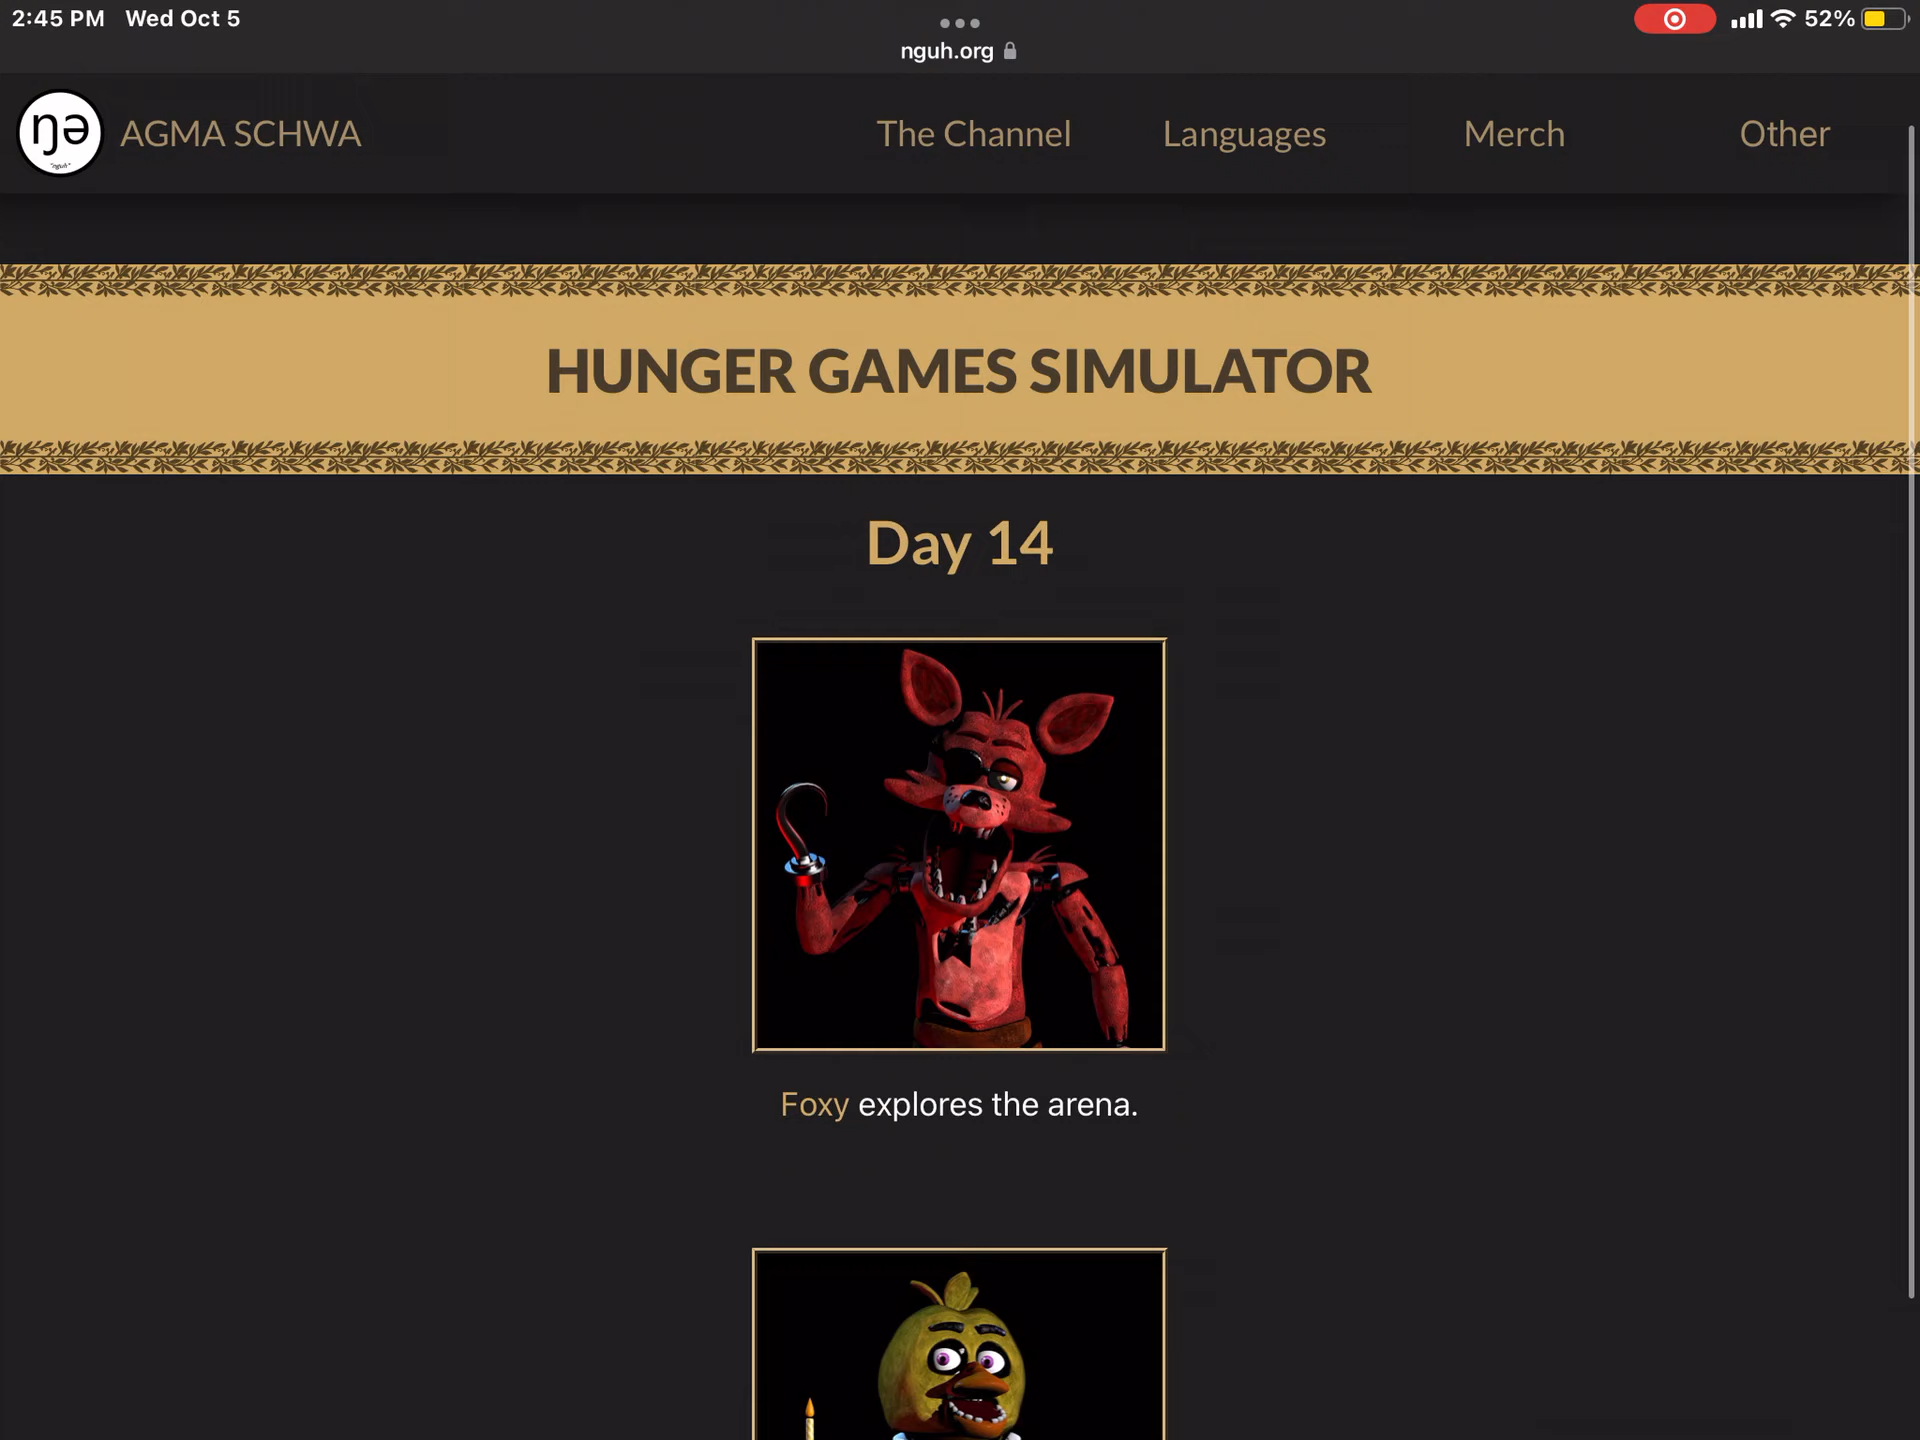 2:45 PM Wed Oct 5
52%
nguh.org
ŋə
"nguh"
AGMA SCHWA
The Channel
Languages
Merch
Other
HUNGER GAMES SIMULATOR
Day 14
Foxy explores the arena.